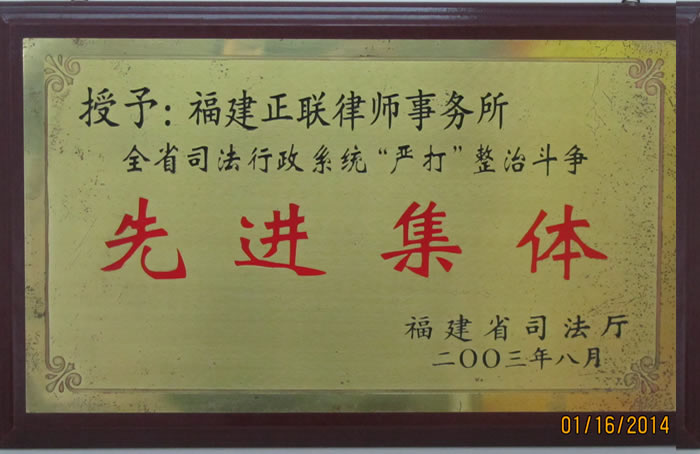 授予：福建正联律师事务所
全省司法行政系统“严打”整治斗争
先进集体
福建省司法厅
二〇〇三年八月
01/16/2014